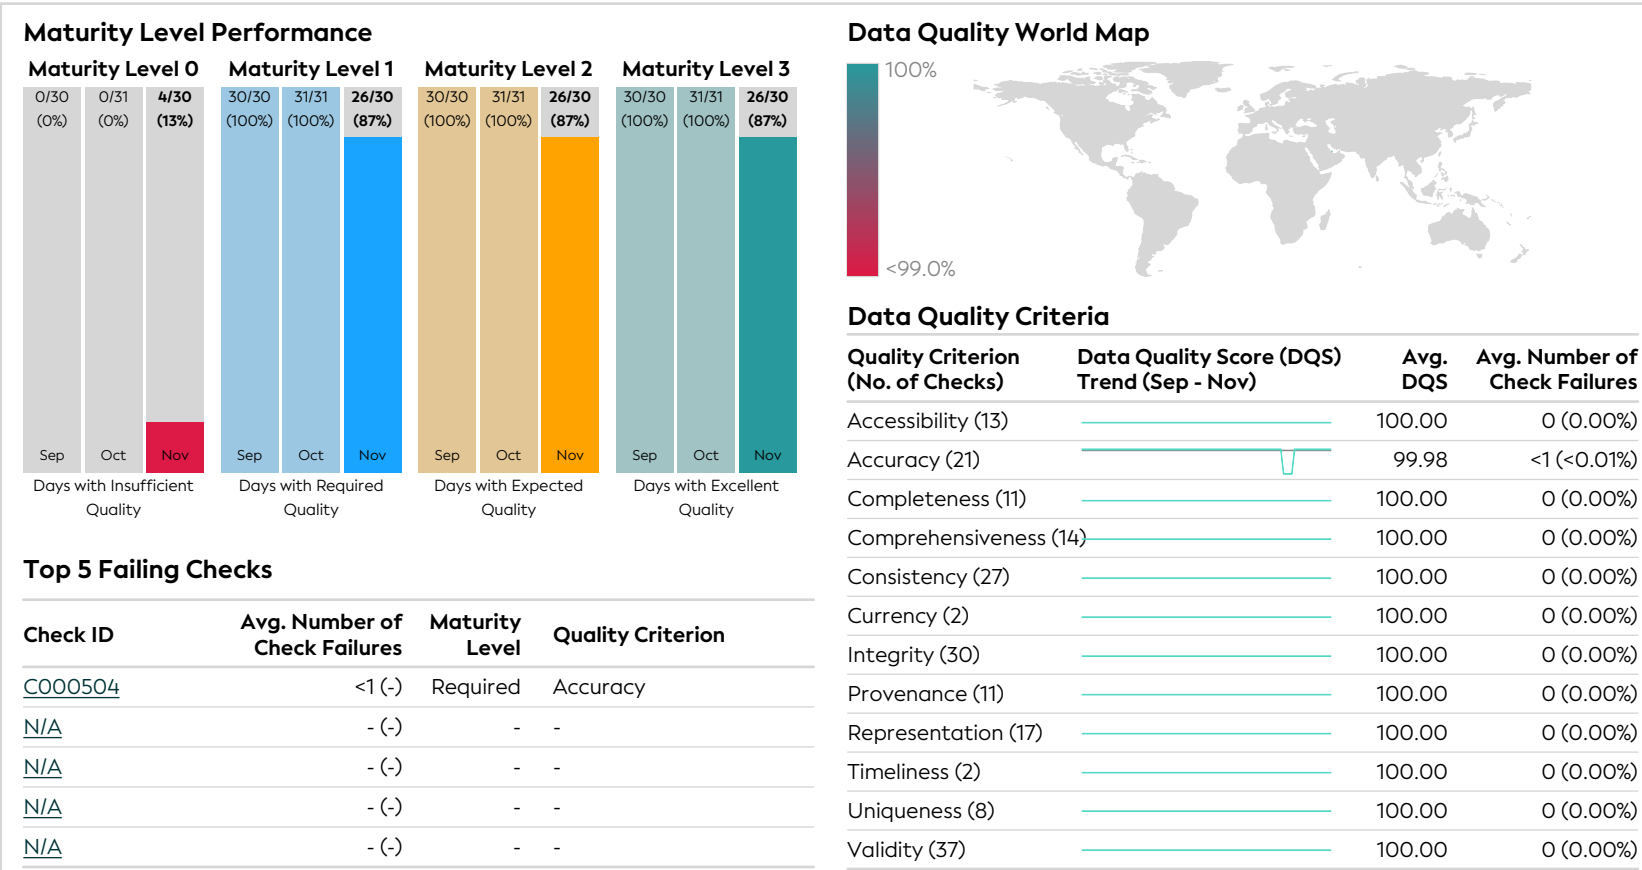 Maturity Level Performance
Maturity Level 0 Maturity Level 1 Maturity Level 2 Maturity Level 3
0/30 0/31 4/30 30/30 31/31 26/30 30/30 31/31 26/30 30/30 31/31 26/30
(0%) (0%) (13%) (100%) (100%) (87%) (100%) (100%) (87%) (100%) (100%) (87%)
Sep Oct Nov Sep Oct Nov Sep Oct Nov Sep Oct Nov
Days with Insufficient Days with Required Days with Expected Days with Excellent
Quality Quality Quality Quality
Top 5 Failing Checks
Check ID Avg. Number of Check Failures Maturity Level Quality Criterion
C000504 <1 (-) Required Accuracy
N/A - (-) - -
N/A - (-) - -
N/A - (-) - -
N/A - (-) - -
Data Quality World Map
100%
<99.0%
Data Quality Criteria
Quality Criterion Data Quality Score (DQS) Avg. Avg. Number of
(No. of Checks) Trend (Sep - Nov) DQS Check Failures
Accessibility (13) 100.00 0 (0.00%)
Accuracy (21) 99.98 <1 (<0.01%)
Completeness (11) 100.00 0 (0.00%)
Comprehensiveness (14) 100.00 0 (0.00%)
Consistency (27) 100.00 0 (0.00%)
Currency (2) 100.00 0 (0.00%)
Integrity (30) 100.00 0 (0.00%)
Provenance (11) 100.00 0 (0.00%)
Representation (17) 100.00 0 (0.00%)
Timeliness (2) 100.00 0 (0.00%)
Uniqueness (8) 100.00 0 (0.00%)
Validity (37) 100.00 0 (0.00%)